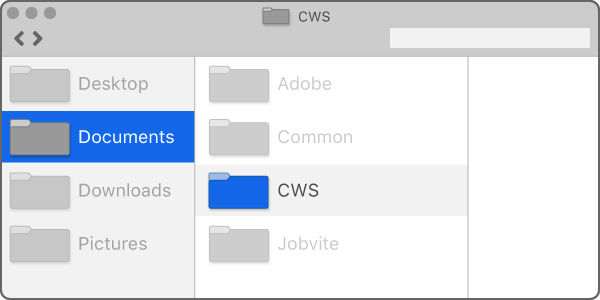 CWS
Desktop
Documents
Downloads
Pictures
Adobe
Common
CWS
Jobvite